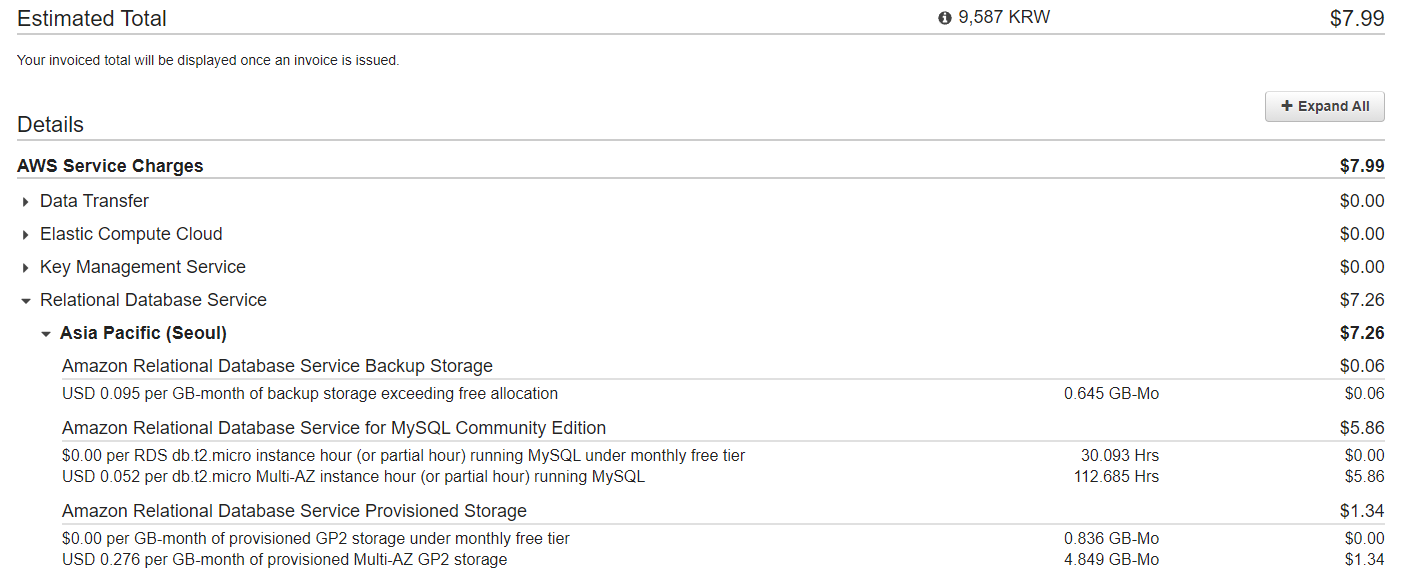 Estimated Total 9,587 KRW $7.99
Your invoiced total will be displayed once an invoice is issued.
+ Expand All
Details
AWS Service Charges $7.99
Data Transfer $0.00
Elastic Compute Cloud $0.00
Key Management Service $0.00
Relational Database Service $7.26
Asia Pacific (Seoul) $7.26
Amazon Relational Database Service Backup Storage $0.06
USD 0.095 per GB-month of backup storage exceeding free allocation 0.645 GB-Mo $0.06
Amazon Relational Database Service for MySQL Community Edition $5.86
$0.00 per RDS db.t2.micro instance hour (or partial hour) running MySQL under monthly free tier 30.093 Hrs $0.00
USD 0.052 per db.t2.micro Multi-AZ instance hour (or partial hour) running MySQL 112.685 Hrs $5.86
Amazon Relational Database Service Provisioned Storage $1.34
$0.00 per GB-month of provisioned GP2 storage under monthly free tier 0.836 GB-Mo $0.00
USD 0.276 per GB-month of provisioned Multi-AZ GP2 storage 4.849 GB-Mo $1.34